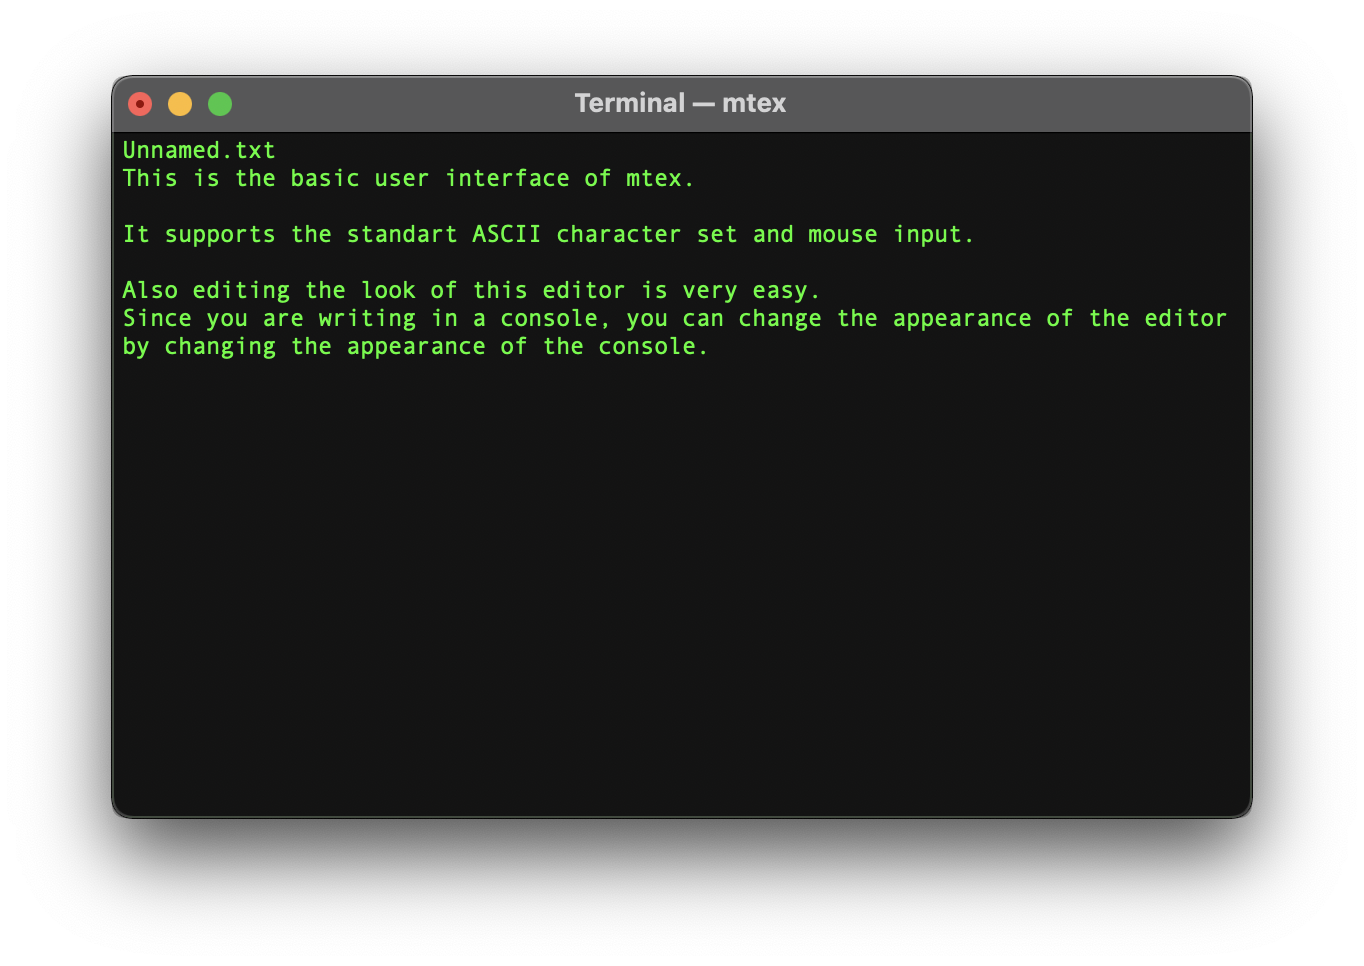 Terminal — mtex
Unnamed.txt
This is the basic user interface of mtex.
It supports the standart ASCII character set and mouse input.
Also editing the look of this editor is very easy.
Since you are writing in a console, you can change the appearance of the editor
by changing the appearance of the console.